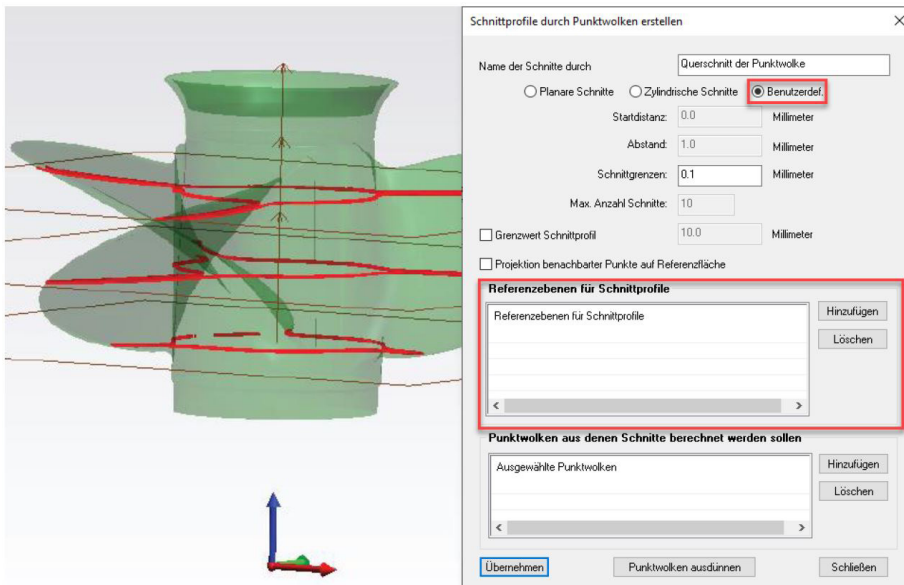 Schnittprofile durch Punktwolken erstellen
Name der Schnitte durch Querschnitt der Punktwolke
Planare Schnitte Zylindrische Schnitte Benutzerdef.
Startdistanz: 0.0 Millimeter
Abstand: 1.0 Millimeter
Schnittgrenzen: 0.1 Millimeter
Max. Anzahl Schnitte: 10
Grenzwert Schnittprofil 10.0 Millimeter
Projektion benachbarter Punkte auf Referenzfläche
Referenzebenen für Schnittprofile
Referenzebenen für Schnittprofile
Hinzufügen
Löschen
Punktwolken aus denen Schnitte berechnet werden sollen
Ausgewählte Punktwolken
Hinzufügen
Löschen
Übernehmen Punktwolken ausdünnen Schließen